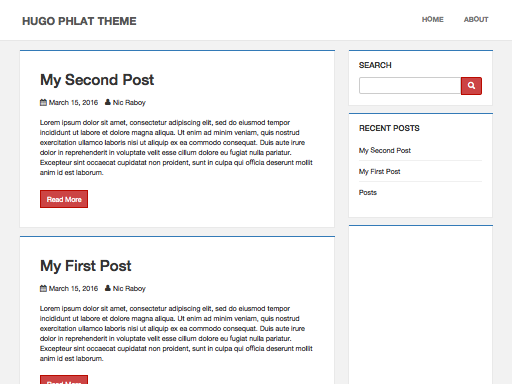 HUGO PHLAT THEME
HOME
ABOUT
My Second Post
March 15, 2016 Nic Raboy
Lorem ipsum dolor sit amet, consectetur adipiscing elit, sed do eiusmod tempor
incididunt ut labore et dolore magna aliqua. Ut enim ad minim veniam, quis nostrud
exercitation ullamco laboris nisi ut aliquip ex ea commodo consequat. Duis aute irure
dolor in reprehenderit in voluptate velit esse cillum dolore eu fugiat nulla pariatur.
Excepteur sint occaecat cupidatat non proident, sunt in culpa qui officia deserunt mollit
anim id est laborum.
Read More
My First Post
March 15, 2016 Nic Raboy
Lorem ipsum dolor sit amet, consectetur adipiscing elit, sed do eiusmod tempor
incididunt ut labore et dolore magna aliqua. Ut enim ad minim veniam, quis nostrud
exercitation ullamco laboris nisi ut aliquip ex ea commodo consequat. Duis aute irure
dolor in reprehenderit in voluptate velit esse cillum dolore eu fugiat nulla pariatur.
Excepteur sint occaecat cupidatat non proident, sunt in culpa qui officia deserunt mollit
anim id est laborum.
Read More
SEARCH
RECENT POSTS
My Second Post
My First Post
Posts